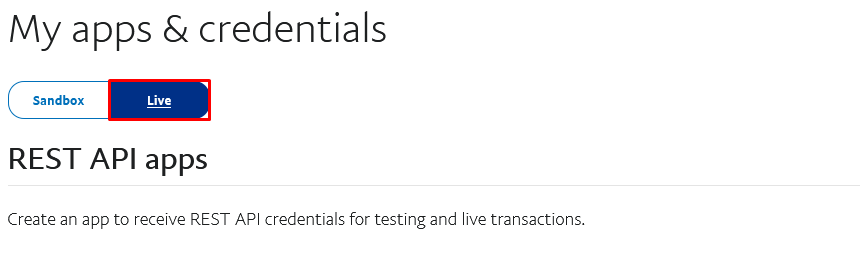 My apps & credentials
Sandbox Live
REST API apps
Create an app to receive REST API credentials for testing and live transactions.